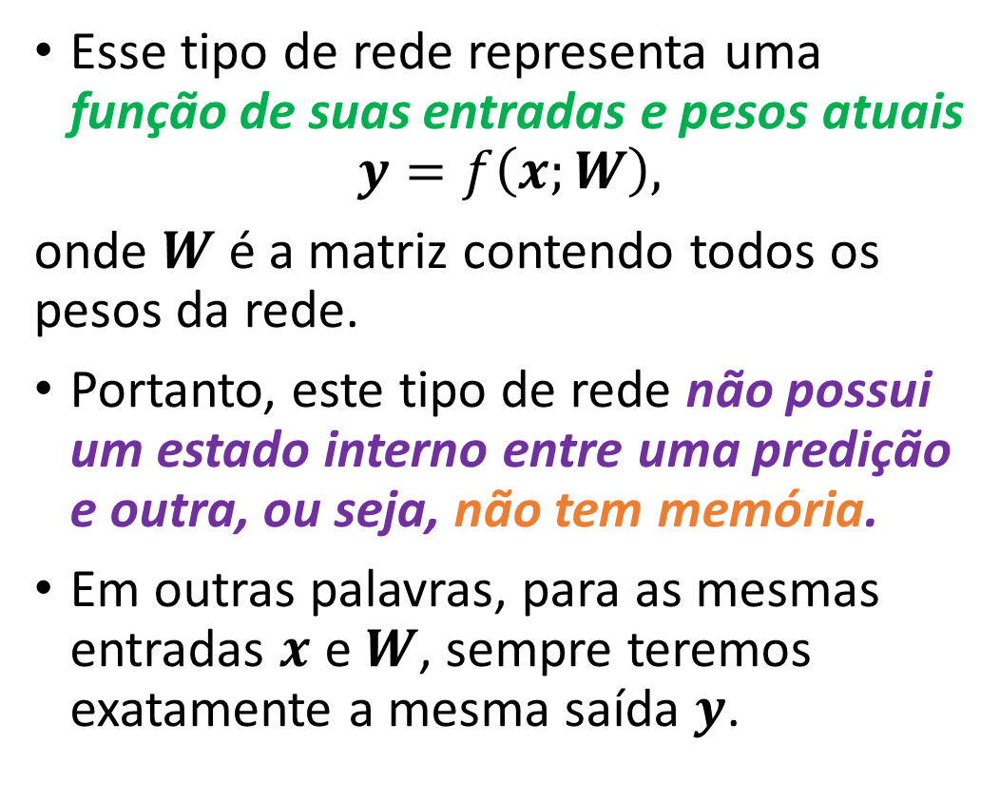 • Esse tipo de rede representa uma
função de suas entradas e pesos atuais
y = f(x; W),
onde W é a matriz contendo todos os
pesos da rede.
• Portanto, este tipo de rede não possui
um estado interno entre uma predição
e outra, ou seja, não tem memória.
• Em outras palavras, para as mesmas
entradas x e W, sempre teremos
exatamente a mesma saída y.